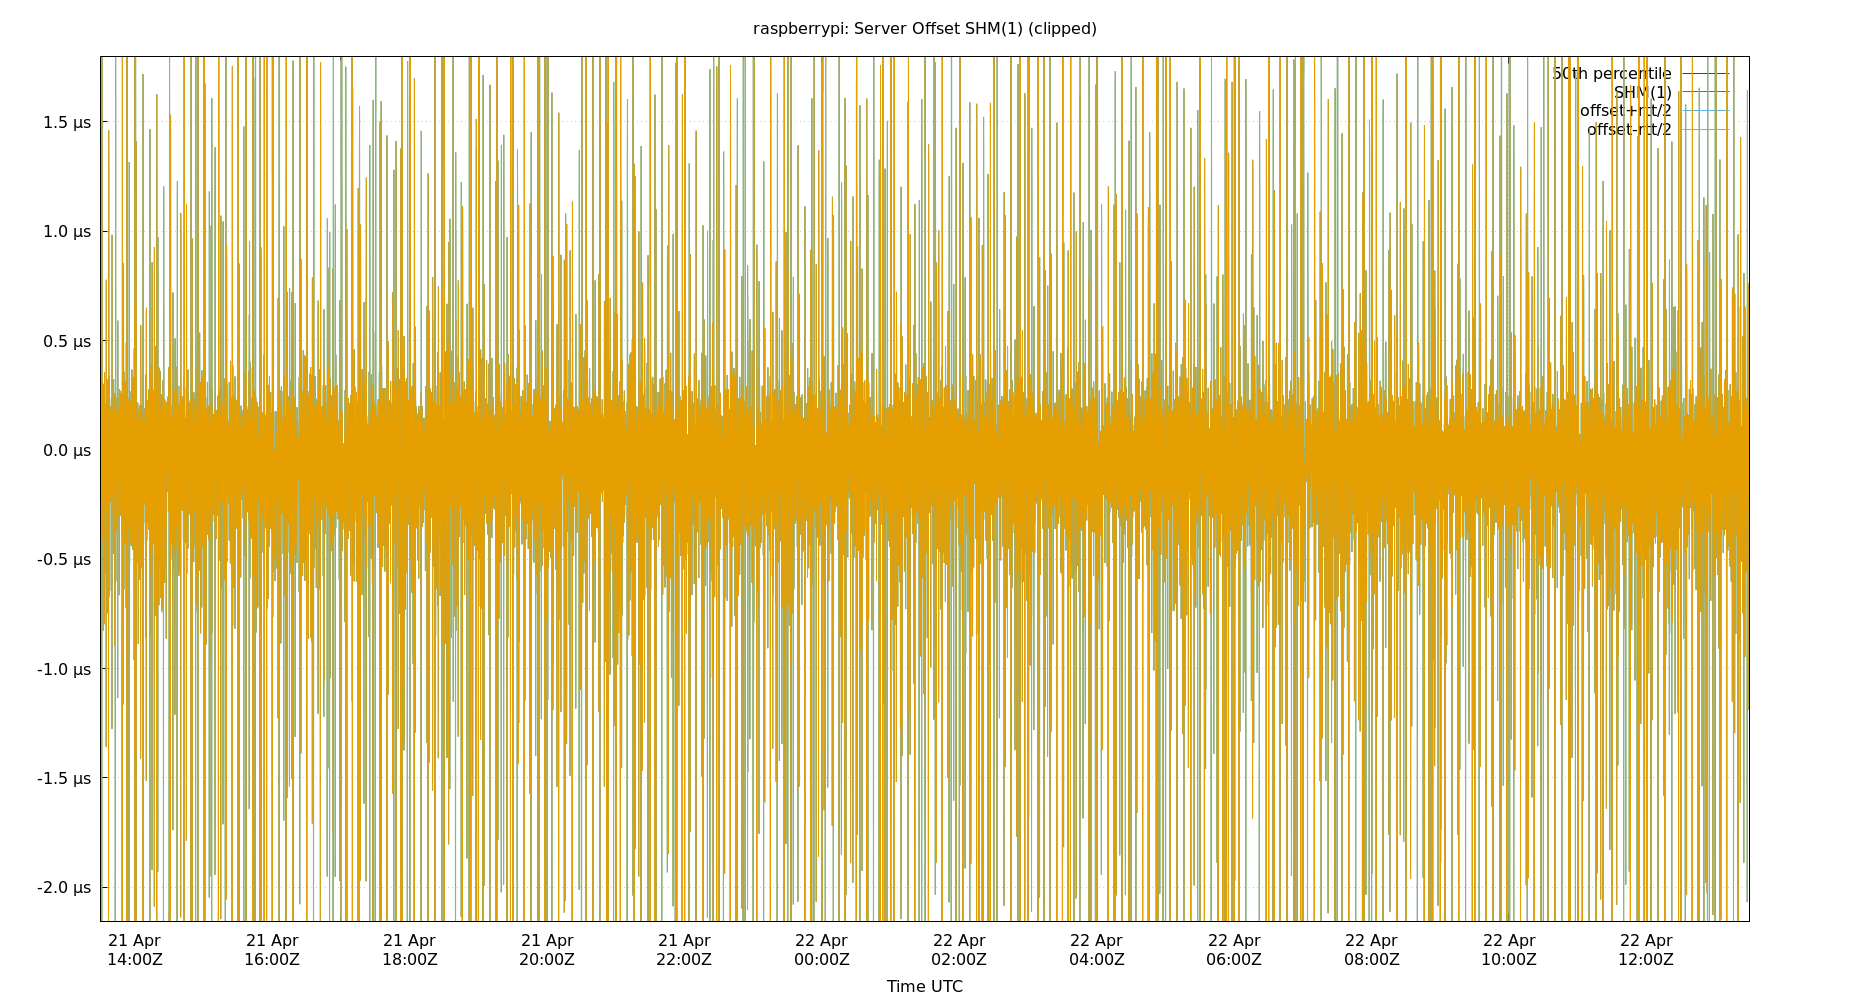 raspberrypi: Server Offset SHM(1) (clipped)
50th percentile
SHM(1)
offset+rtt/2
offset-rtt/2
1.5 µs
1.0 µs
0.5 µs
0.0 µs
-0.5 µs
-1.0 µs
-1.5 µs
-2.0 µs
21 Apr 21 Apr 21 Apr 21 Apr 21 Apr 22 Apr 22 Apr 22 Apr 22 Apr 22 Apr 22 Apr 22 Apr
14:00Z 16:00Z 18:00Z 20:00Z 22:00Z 00:00Z 02:00Z 04:00Z 06:00Z 08:00Z 10:00Z 12:00Z
Time UTC